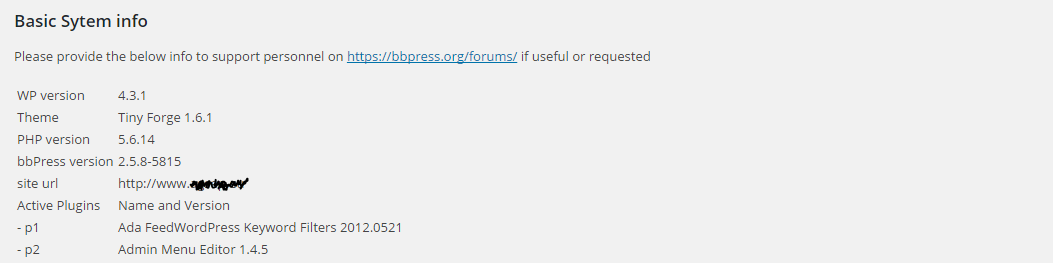 Basic Sytem info
Please provide the below info to support personnel on https://bbpress.org/forums/ if useful or requested
WP version 4.3.1
Theme Tiny Forge 1.6.1
PHP version 5.6.14
bbPress version 2.5.8-5815
site url http://www.
Active Plugins Name and Version
- p1 Ada FeedWordPress Keyword Filters 2012.0521
- p2 Admin Menu Editor 1.4.5